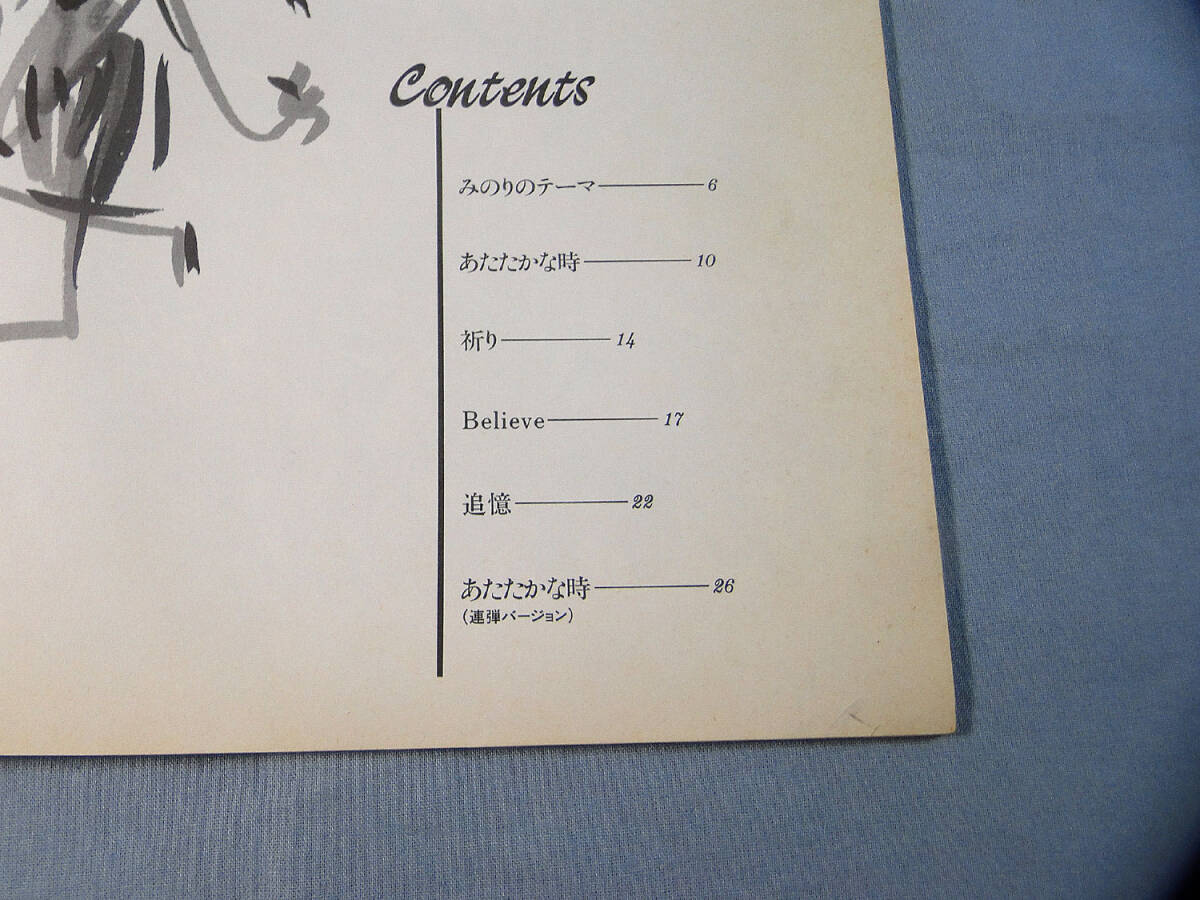 Contents
みのりのテーマ 6
あたたかな時 10
祈り 14
Believe 17
追憶 22
あたたかな時 26
(連弾バージョン)